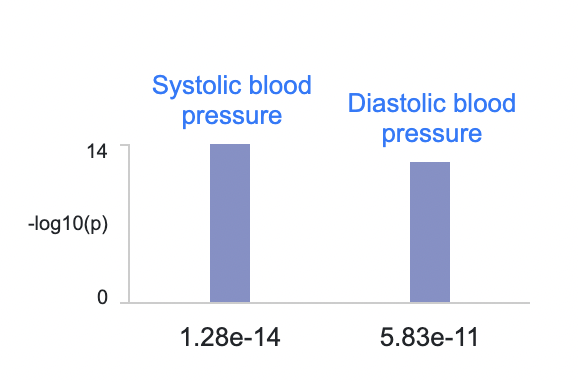 Systolic blood
pressure
Diastolic blood
pressure
14
-log10(p)
0
1.28e-14
5.83e-11